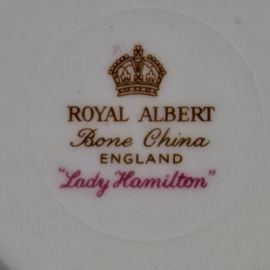 ROYAL ALBERT
Bone China
ENGLAND
"Lady Hamilton"